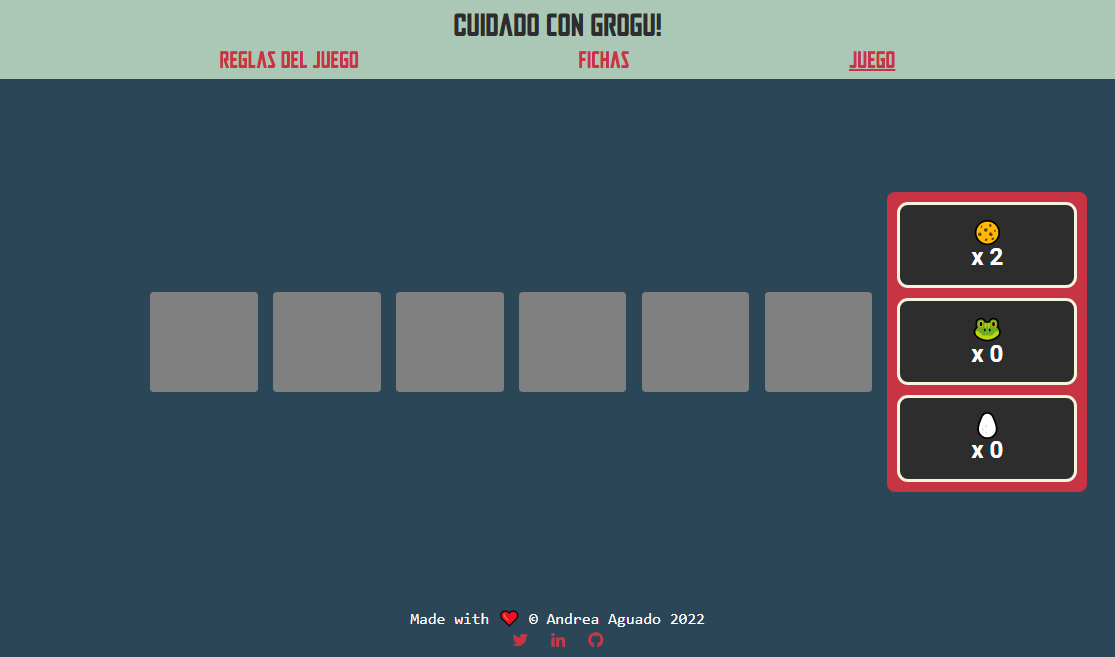 CUIDADO CON GROGU!
REGLAS DEL JUEGO
FICHAS
JUEGO
x 2
x 0
x 0
Made with ❤️ © Andrea Aguado 2022